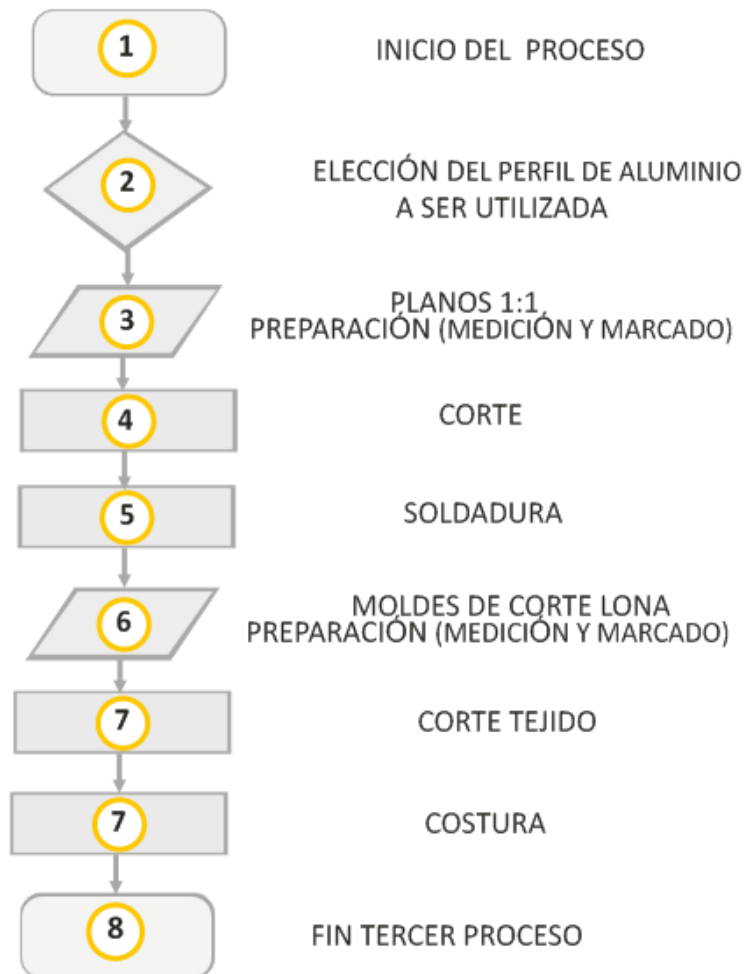 1 INICIO DEL PROCESO
2 ELECCIÓN DEL PERFIL DE ALUMINIO
A SER UTILIZADA
PLANOS 1:1
3 PREPARACIÓN (MEDICIÓN Y MARCADO)
4 CORTE
5 SOLDADURA
MOLDES DE CORTE LONA
6 PREPARACIÓN (MEDICIÓN Y MARCADO)
7 CORTE TEJIDO
7 COSTURA
8 FIN TERCER PROCESO